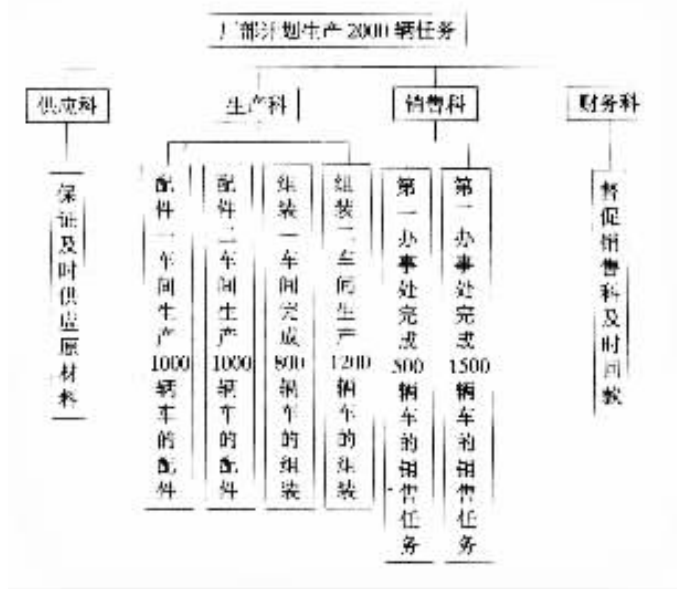 厂部计划生产2000辆任务
供应科
生产科
销售科
财务科
保证及时供应原材料
配件一车间生产1000辆车的配件
配件二车间生产1000辆车的配件
组装一车间完成800辆车的组装
组装二车间生产1200辆车的组装
第一办事处完成500辆车的销售任务
第二办事处完成1500辆车的销售任务
督促销售科及时回款